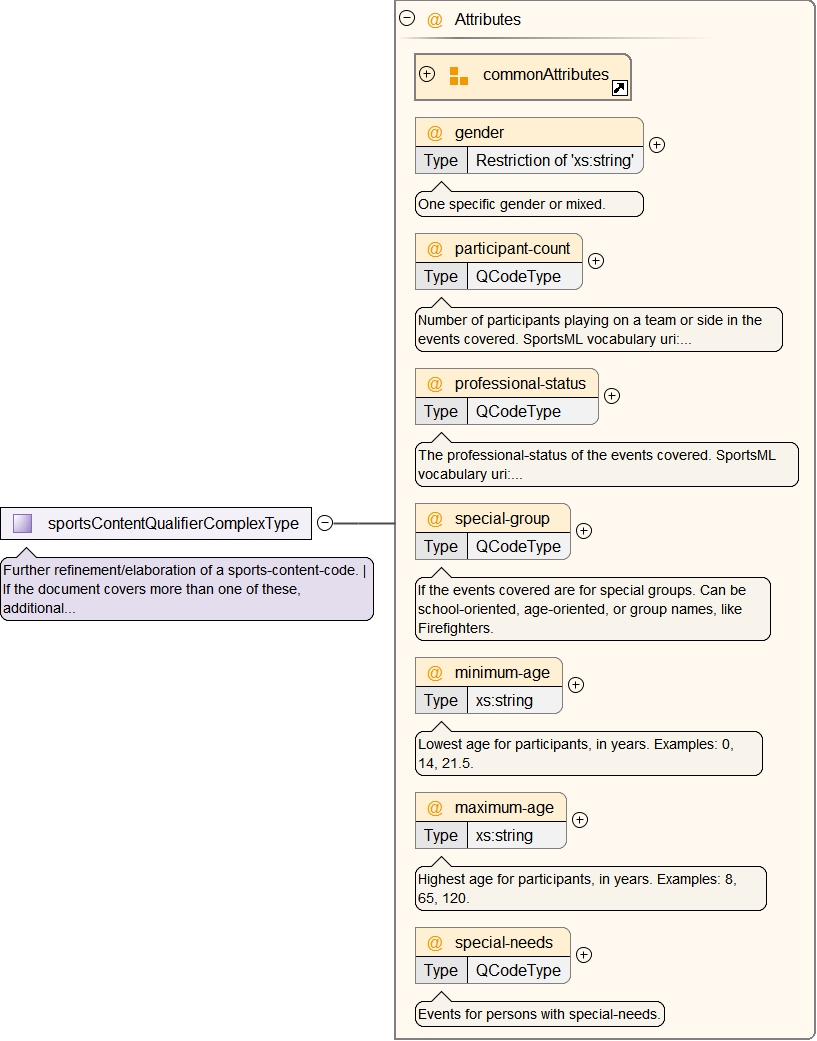 @ Attributes
commonAttributes
@ gender
Type Restriction of 'xs:string'
One specific gender or mixed.
@ participant-count
Type QCodeType
Number of participants playing on a team or side in the
events covered. SportsML vocabulary uri:...
@ professional-status
Type QCodeType
The professional-status of the events covered. SportsML
vocabulary uri:...
sportsContentQualifierComplexType
Further refinement/elaboration of a sports-content-code. |
If the document covers more than one of these,
additional...
@ special-group
Type QCodeType
If the events covered are for special groups. Can be
school-oriented, age-oriented, or group names, like
Firefighters.
@ minimum-age
Type xs:string
Lowest age for participants, in years. Examples: 0,
14, 21.5.
@ maximum-age
Type xs:string
Highest age for participants, in years. Examples: 8,
65, 120.
@ special-needs
Type QCodeType
Events for persons with special-needs.